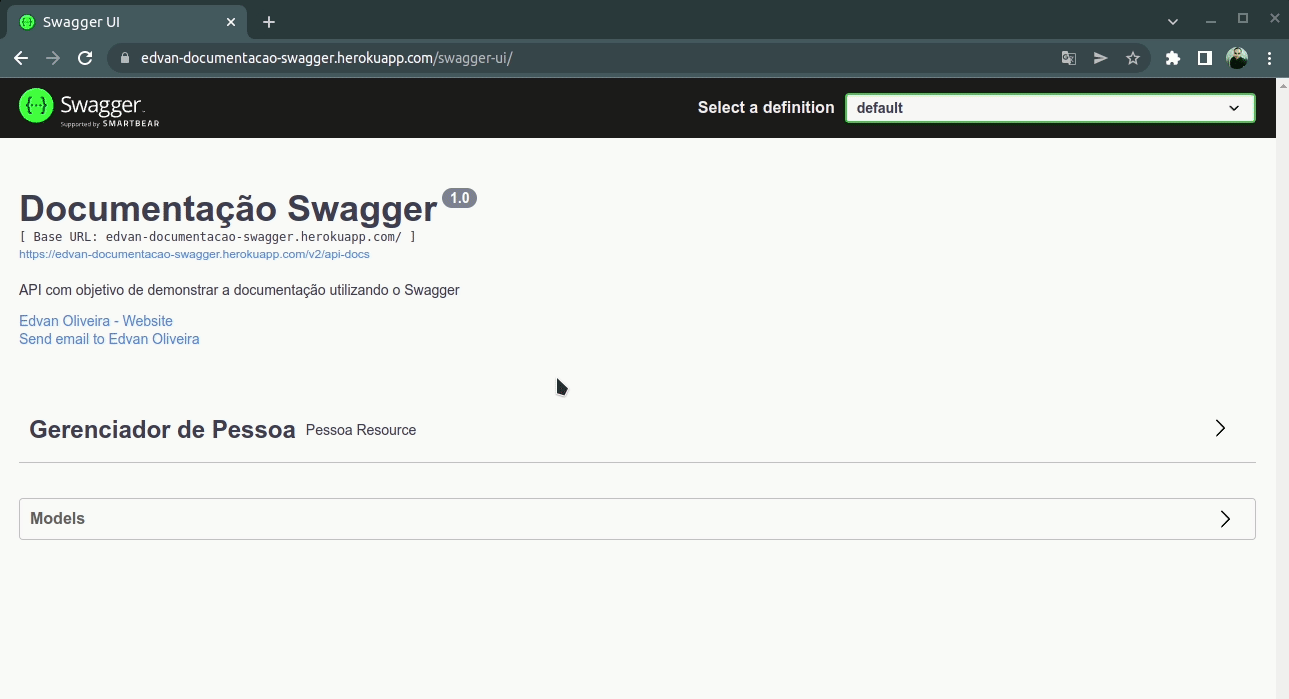 Swagger UI
edvan-documentacao-swagger.herokuapp.com/swagger-ui/
Swagger
Supported by SMARTBEAR
Select a definition
default
Documentação Swagger 1.0
[ Base URL: edvan-documentacao-swagger.herokuapp.com/ ]
https://edvan-documentacao-swagger.herokuapp.com/v2/api-docs
API com objetivo de demonstrar a documentação utilizando o Swagger
Edvan Oliveira - Website
Send email to Edvan Oliveira
Gerenciador de Pessoa Pessoa Resource
Models